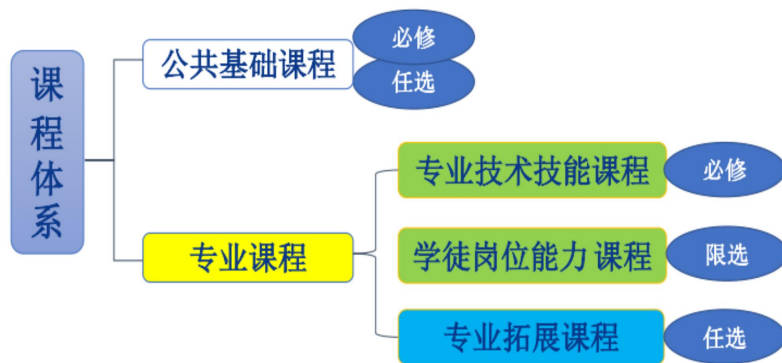 课程体系
公共基础课程
必修
任选
专业课程
专业技术技能课程
必修
学徒岗位能力 课程
限选
专业拓展课程
任选